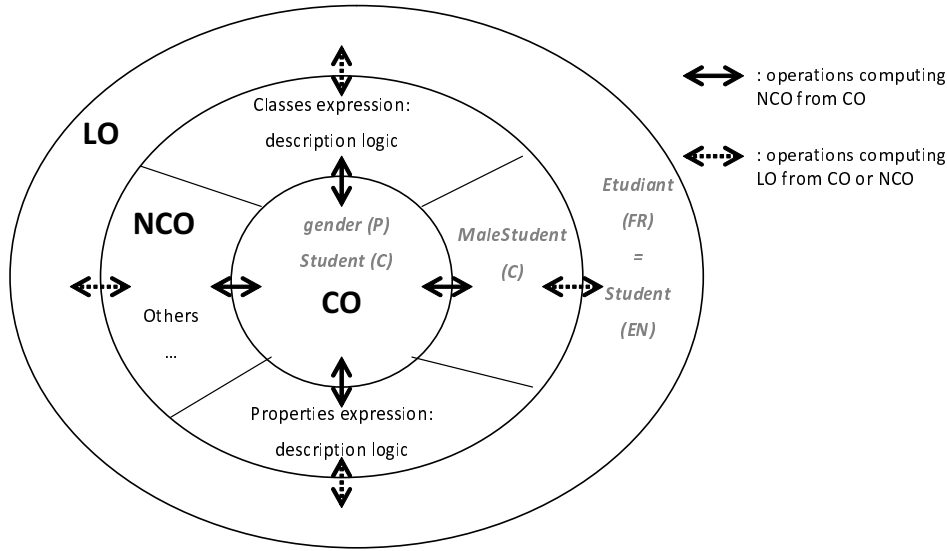 Classes expression:
description logic
LO
NCO
Others
...
gender (P)
Student (C)
CO
MaleStudent
(C)
Etudiant
(FR)
=
Student
(EN)
Properties expression:
description logic
: operations computing
NCO from CO
: operations computing
LO from CO or NCO